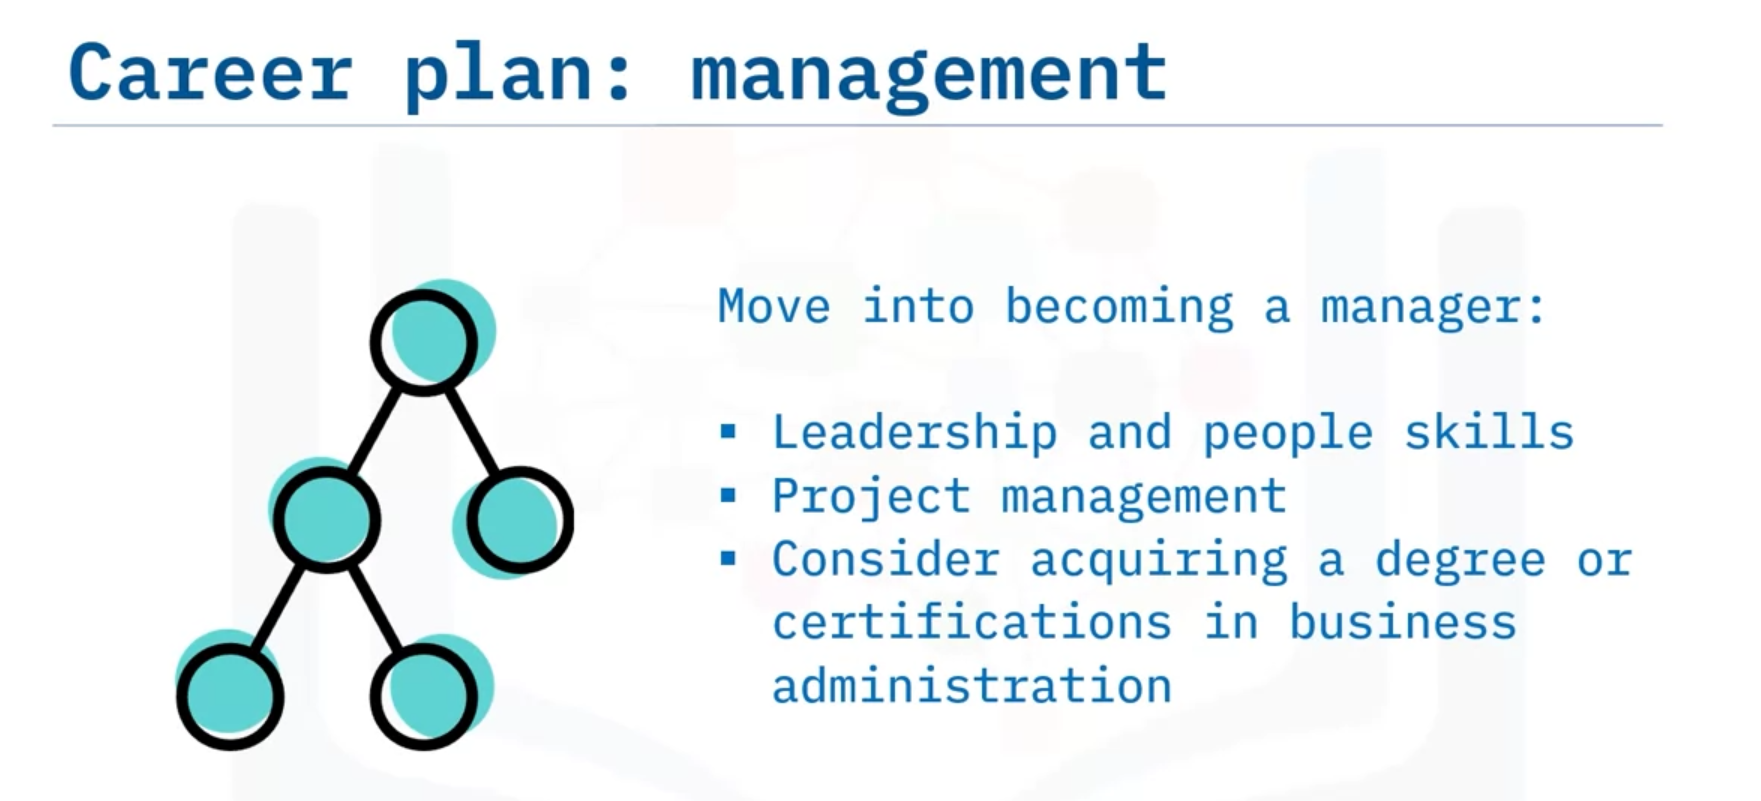 Career plan: management
Move into becoming a manager:
▪ Leadership and people skills
▪ Project management
▪ Consider acquiring a degree or
certifications in business
administration